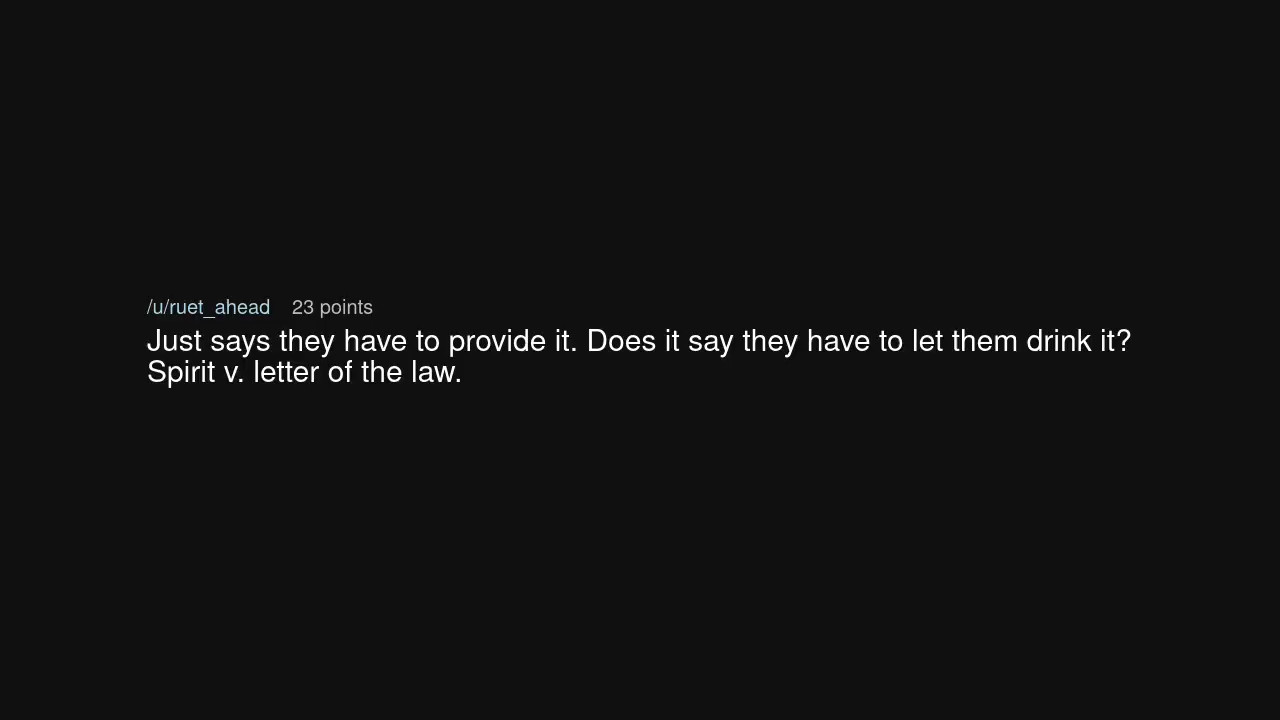 /u/ruet_ahead 23 points
Just says they have to provide it. Does it say they have to let them drink it?
Spirit v. letter of the law.